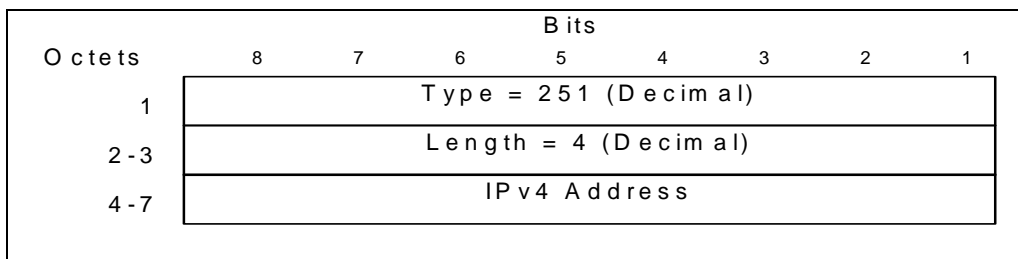 Bits
Octets 8 7 6 5 4 3 2 1
1 Type = 251 (Decimal)
2-3 Length = 4 (Decimal)
4-7 IPv4 Address